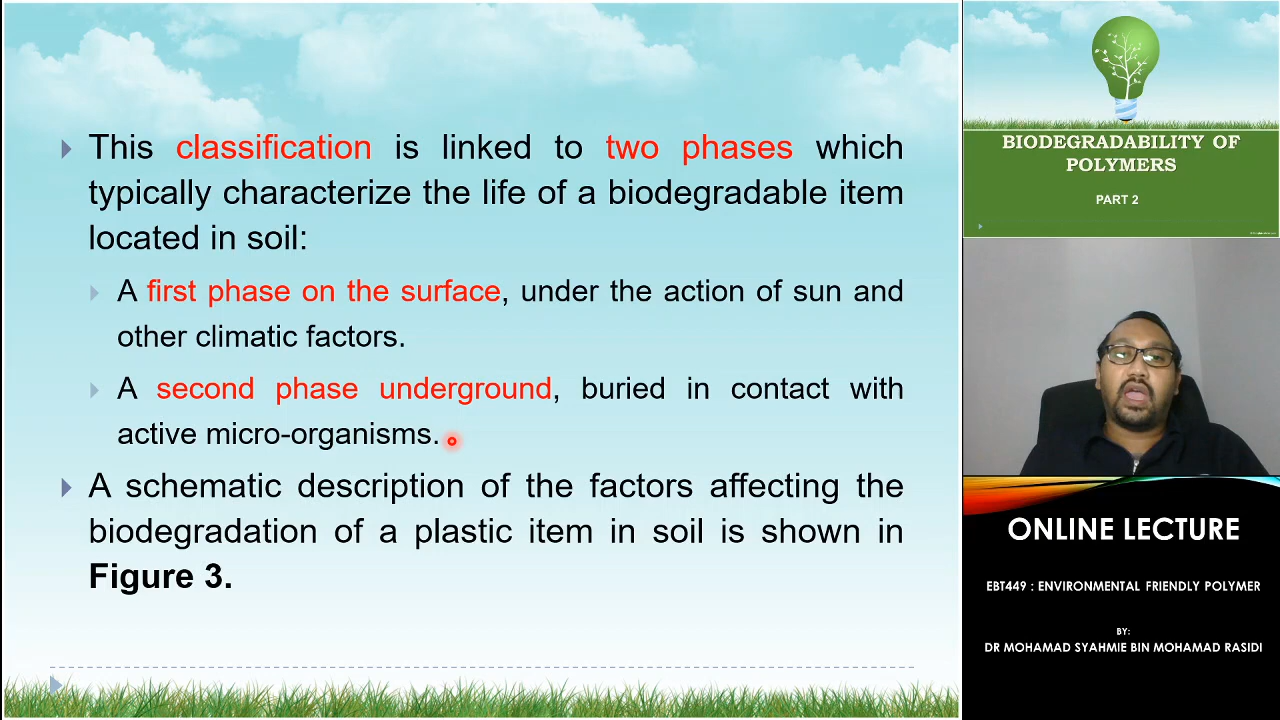 This classification is linked to two phases which
typically characterize the life of a biodegradable item
located in soil:
A first phase on the surface, under the action of sun and
other climatic factors.
A second phase underground, buried in contact with
active micro-organisms.
A schematic description of the factors affecting the
biodegradation of a plastic item in soil is shown in
Figure 3.
BIODEGRADABILITY OF
POLYMERS
PART 2
ONLINE LECTURE
EBT449 : ENVIRONMENTAL FRIENDLY POLYMER
BY:
DR MOHAMAD SYAHMIE BIN MOHAMAD RASIDI